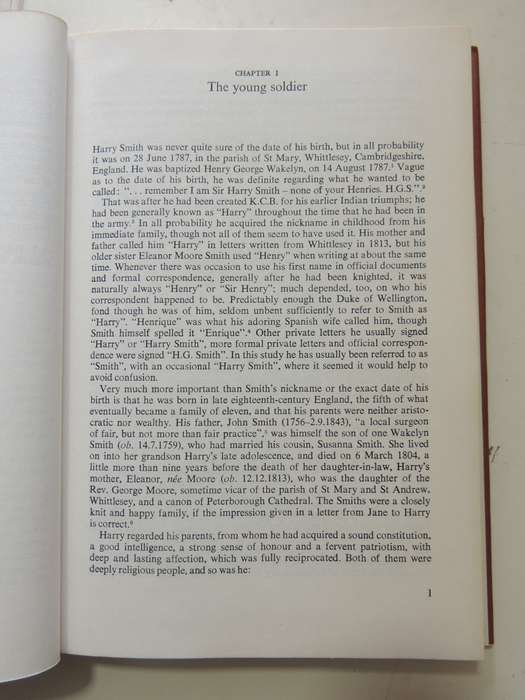 CHAPTER 1
The young soldier
Harry Smith was never quite sure of the date of his birth, but in all probability
it was on 28 June 1787, in the parish of St Mary, Whittlesey, Cambridgeshire,
England. He was baptized Henry George Wakelyn, on 14 August 1787.¹ Vague
as to the date of his birth, he was definite regarding what he wanted to be
called: ". . . remember I am Sir Harry Smith – none of your Henries. H.G.S.".²
That was after he had been created K.C.B. for his earlier Indian triumphs; he
had been generally known as "Harry" throughout the time that he had been in
the army.³ In all probability he acquired the nickname in childhood from his
immediate family, though not all of them seem to have used it. His mother and
father called him "Harry" in letters written from Whittlesey in 1813, but his
older sister Eleanor Moore Smith used "Henry" when writing at about the same
time. Whenever there was occasion to use his first name in official documents
and formal correspondence, generally after he had been knighted, it was
naturally always "Henry" or "Sir Henry"; much depended, too, on who his
correspondent happened to be. Predictably enough the Duke of Wellington,
fond though he was of him, seldom unbent sufficiently to refer to Smith as
"Harry". "Henrique" was what his adoring Spanish wife called him, though
Smith himself spelled it "Enrique".⁴ Other private letters he usually signed
"Harry" or "Harry Smith", more formal private letters and official correspon-
dence were signed "H.G. Smith". In this study he has usually been referred to as
"Smith", with an occasional "Harry Smith", where it seemed it would help to
avoid confusion.
Very much more important than Smith's nickname or the exact date of his
birth is that he was born in late eighteenth-century England, the fifth of what
eventually became a family of eleven, and that his parents were neither aristo-
cratic nor wealthy. His father, John Smith (1756–2.9.1843), "a local surgeon
of fair, but not more than fair practice",⁵ was himself the son of one Wakelyn
Smith (ob. 14.7.1759), who had married his cousin, Susanna Smith. She lived
on into her grandson Harry's late adolescence, and died on 6 March 1804, a
little more than nine years before the death of her daughter-in-law, Harry's
mother, Eleanor, née Moore (ob. 12.12.1813), who was the daughter of the
Rev. George Moore, sometime vicar of the parish of St Mary and St Andrew,
Whittlesey, and a canon of Peterborough Cathedral. The Smiths were a closely
knit and happy family, if the impression given in a letter from Jane to Harry
is correct.⁶
Harry regarded his parents, from whom he had acquired a sound constitution,
a good intelligence, a strong sense of honour and a fervent patriotism, with
deep and lasting affection, which was fully reciprocated. Both of them were
deeply religious people, and so was he:
1